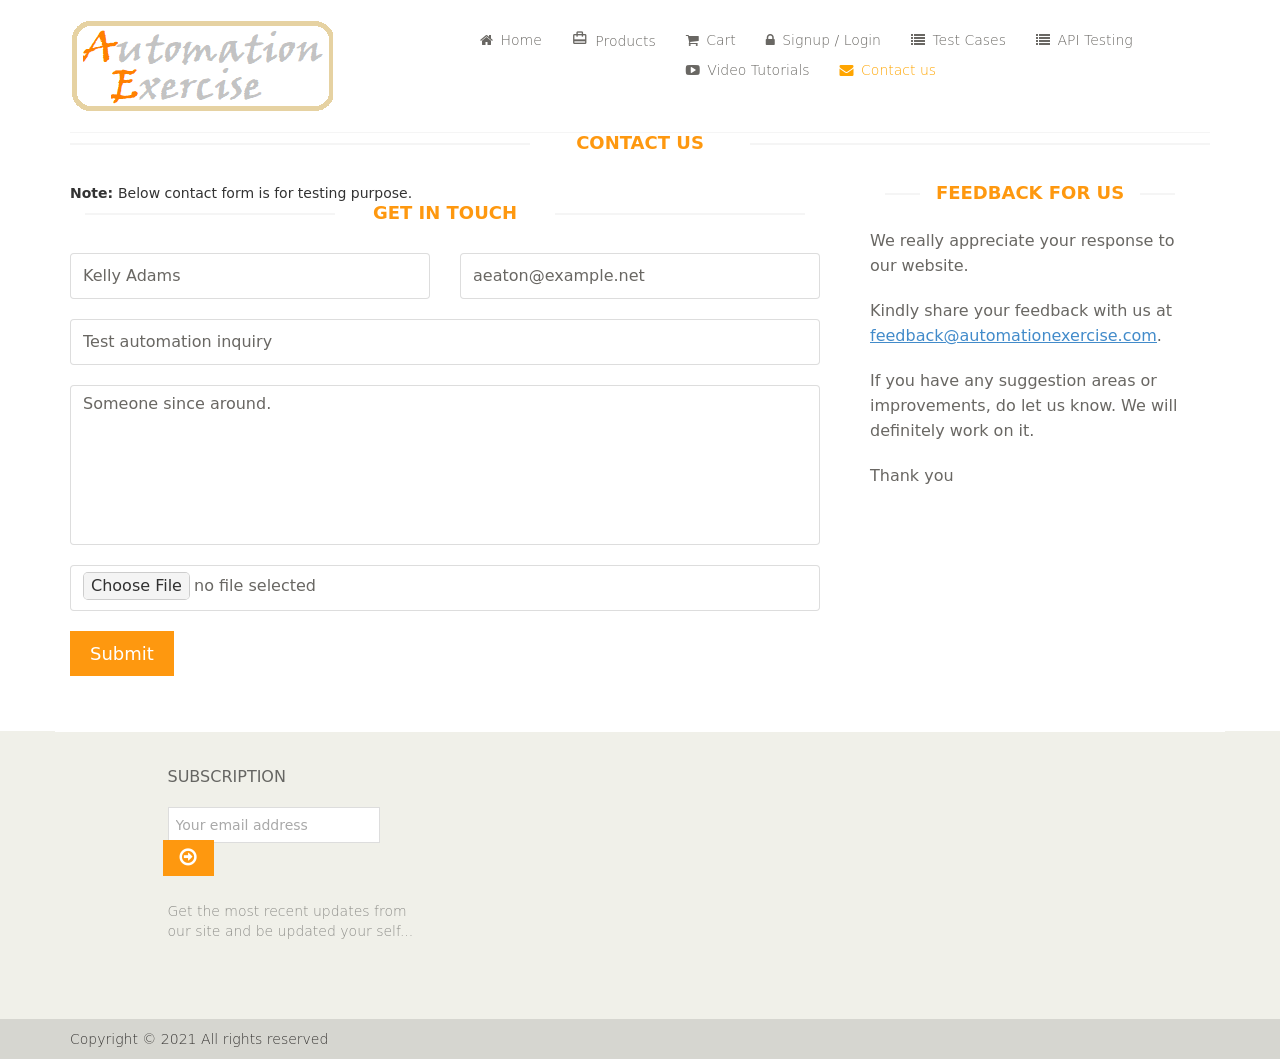 Automation
Exercise
Home
Products
Cart
Signup / Login
Test Cases
API Testing
Video Tutorials
Contact us
CONTACT US
Note: Below contact form is for testing purpose.
GET IN TOUCH
Kelly Adams
aeaton@example.net
Test automation inquiry
Someone since around.
Choose File no file selected
Submit
FEEDBACK FOR US
We really appreciate your response to
our website.
Kindly share your feedback with us at
feedback@automationexercise.com.
If you have any suggestion areas or
improvements, do let us know. We will
definitely work on it.
Thank you
SUBSCRIPTION
Your email address
Get the most recent updates from
our site and be updated your self...
Copyright © 2021 All rights reserved